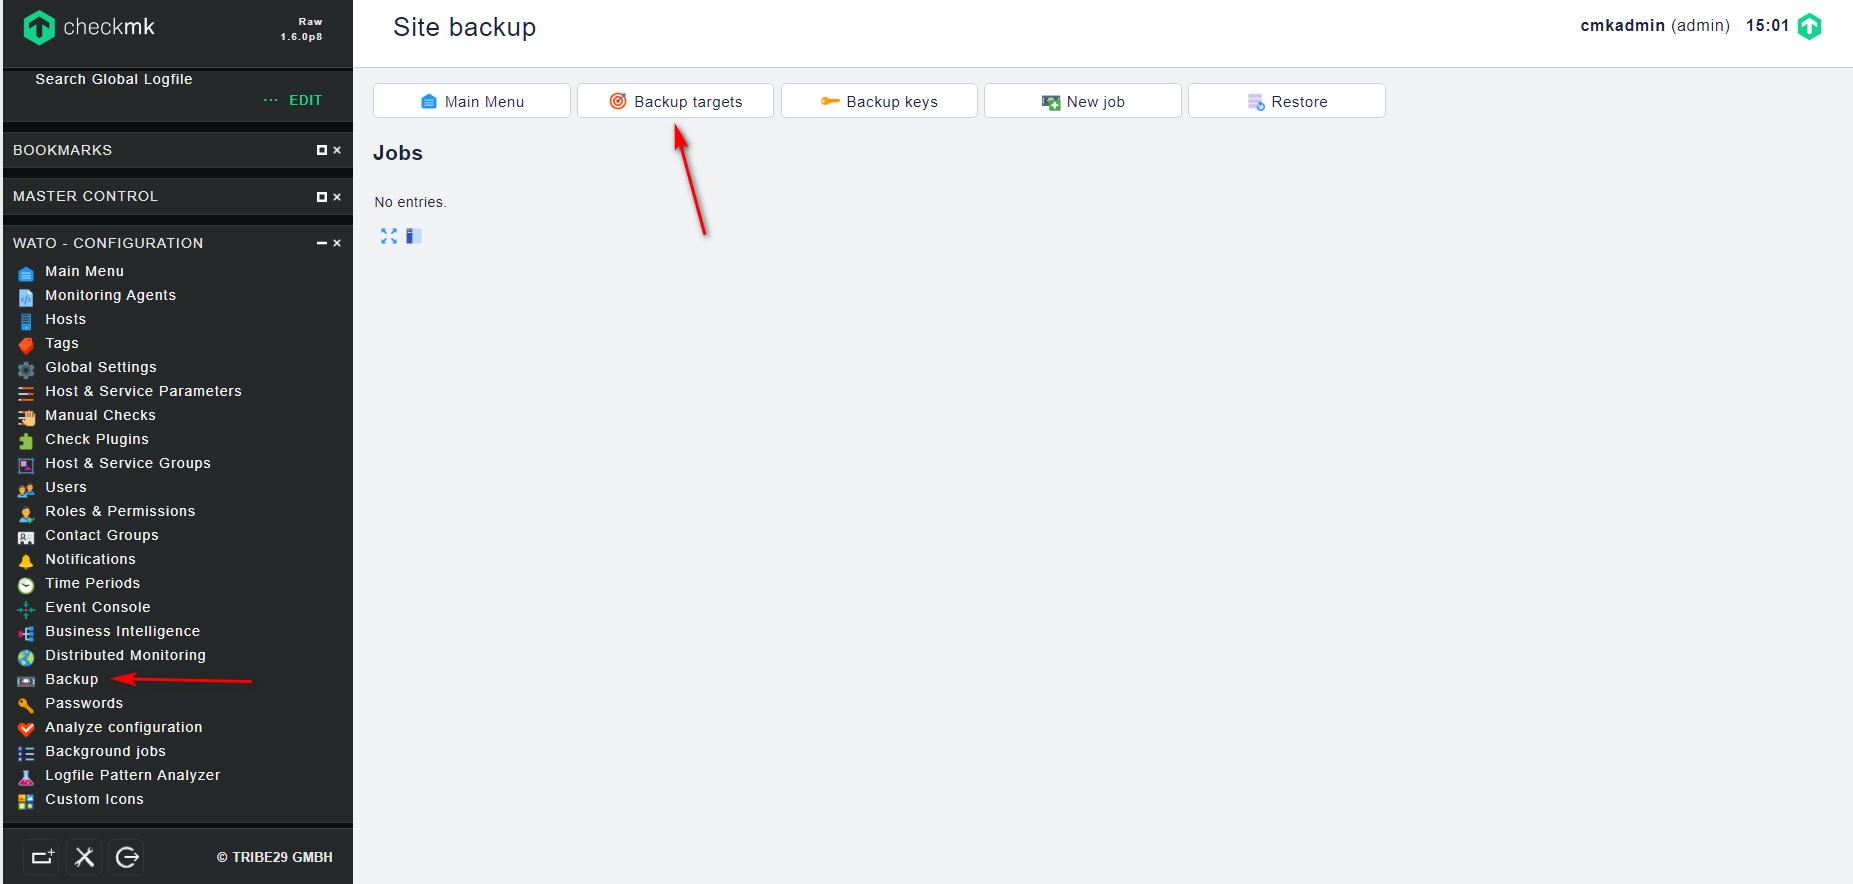 checkmk
Raw
1.6.0p8
Search Global Logfile
··· EDIT
BOOKMARKS
MASTER CONTROL
WATO - CONFIGURATION
Main Menu
Monitoring Agents
Hosts
Tags
Global Settings
Host & Service Parameters
Manual Checks
Check Plugins
Host & Service Groups
Users
Roles & Permissions
Contact Groups
Notifications
Time Periods
Event Console
Business Intelligence
Distributed Monitoring
Backup
Passwords
Analyze configuration
Background jobs
Logfile Pattern Analyzer
Custom Icons
© TRIBE29 GMBH
Site backup
cmkadmin (admin) 15:01
Main Menu
Backup targets
Backup keys
New job
Restore
Jobs
No entries.